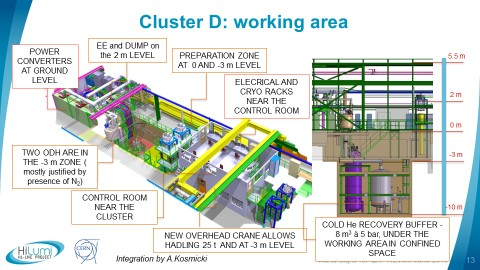 Cluster D: working area
POWER
CONVERTERS
AT GROUND
LEVEL
EE and DUMP on
the 2 m LEVEL
PREPARATION ZONE
AT 0 AND -3 m LEVEL
ELECRICAL AND
CRYO RACKS
NEAR THE
CONTROL ROOM
5.5 m
2 m
0 m
-3 m
-10 m
TWO ODH ARE IN
THE -3 m ZONE (
mostly justified by
presence of N2)
CONTROL ROOM
NEAR THE
CLUSTER
NEW OVERHEAD CRANE ALLOWS
HADLING 25 t AND AT -3 m LEVEL
COLD He RECOVERY BUFFER -
8 m³ à 5 bar, UNDER THE
WORKING AREA IN CONFINED
SPACE
HiLumi
HL-LHC PROJECT
CERN
Integration by A.Kosmicki
13